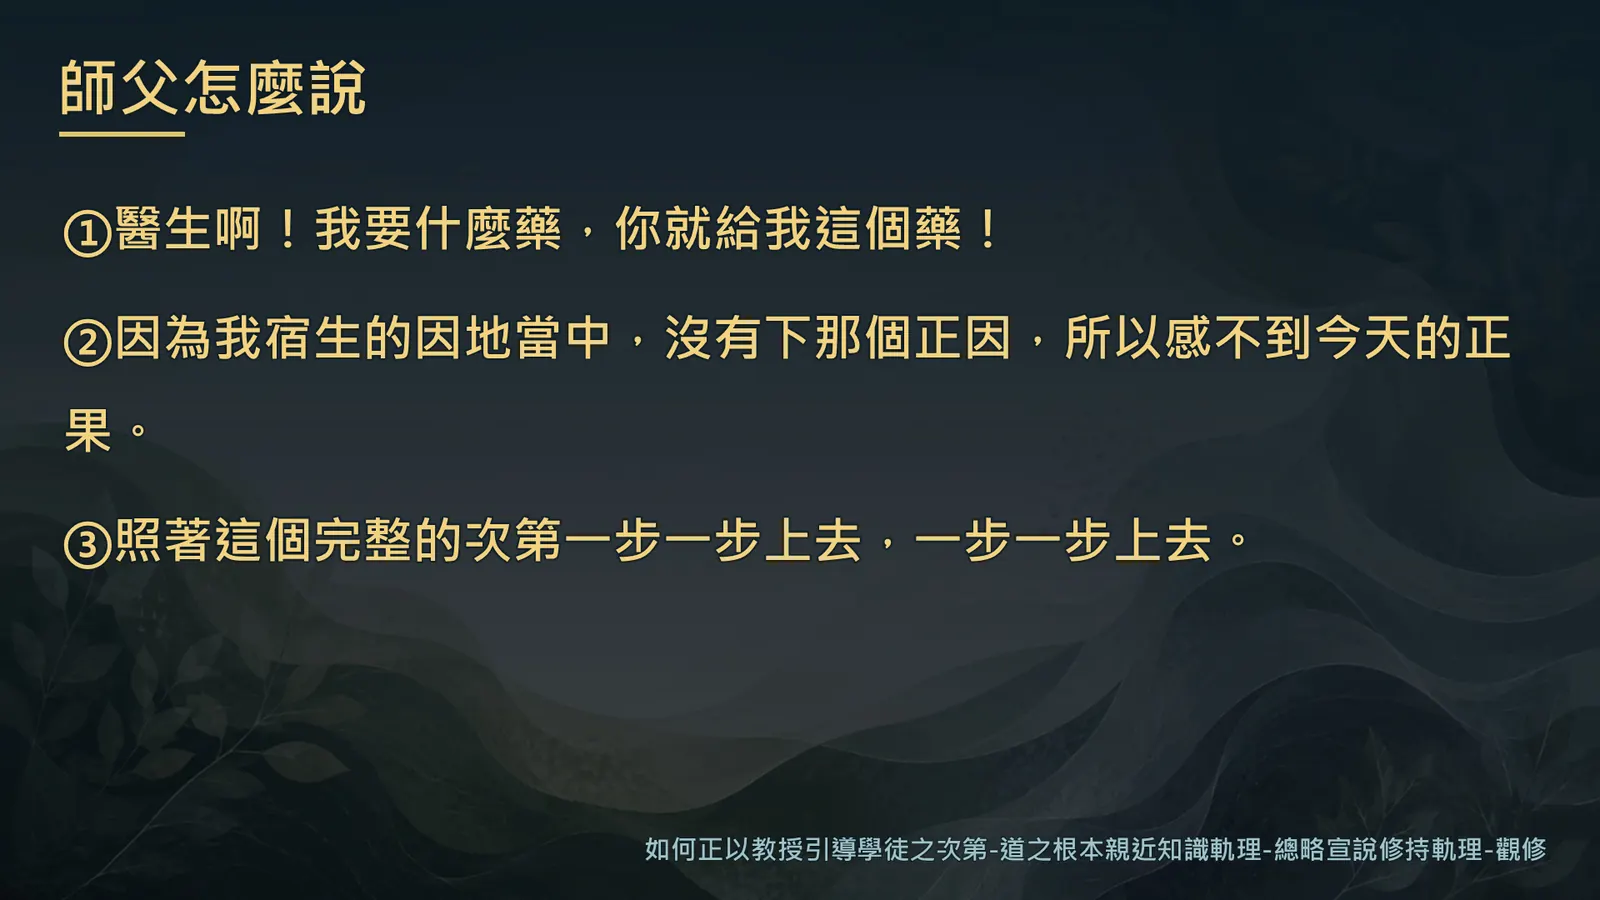 師父怎麼說
①醫生啊！我要什麼藥，你就給我這個藥！
②因為我宿生的因地當中，沒有下那個正因，所以感不到今天的正
果。
③照著這個完整的次第一步一步上去，一步一步上去。
如何正以教授引導學徒之次第-道之根本親近知識軌理-總略宣說修持軌理-觀修